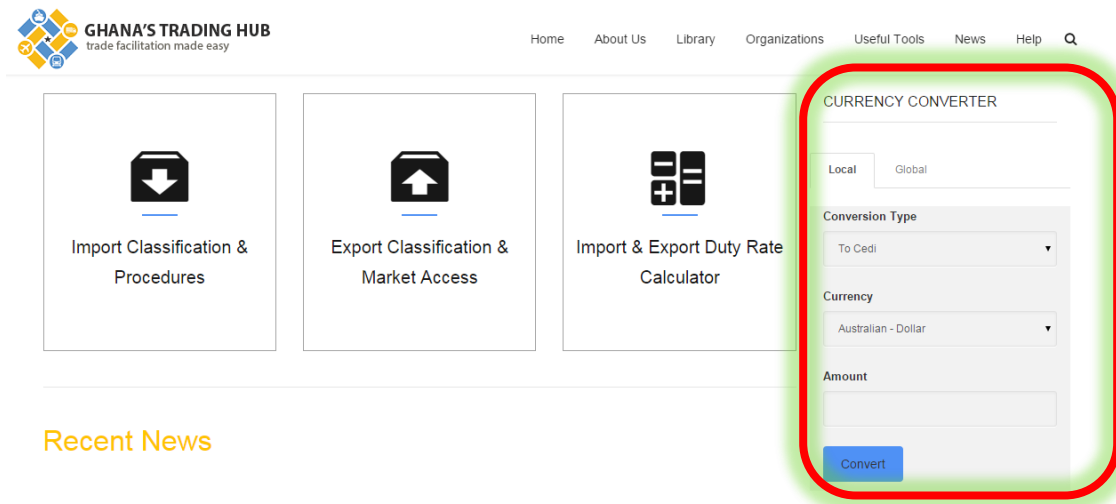 GHANA'S TRADING HUB
trade facilitation made easy
Home About Us Library Organizations Useful Tools News Help
Import Classification &
Procedures
Export Classification &
Market Access
Import & Export Duty Rate
Calculator
CURRENCY CONVERTER
Local Global
Conversion Type
To Cedi
Currency
Australian - Dollar
Amount
Convert
Recent News